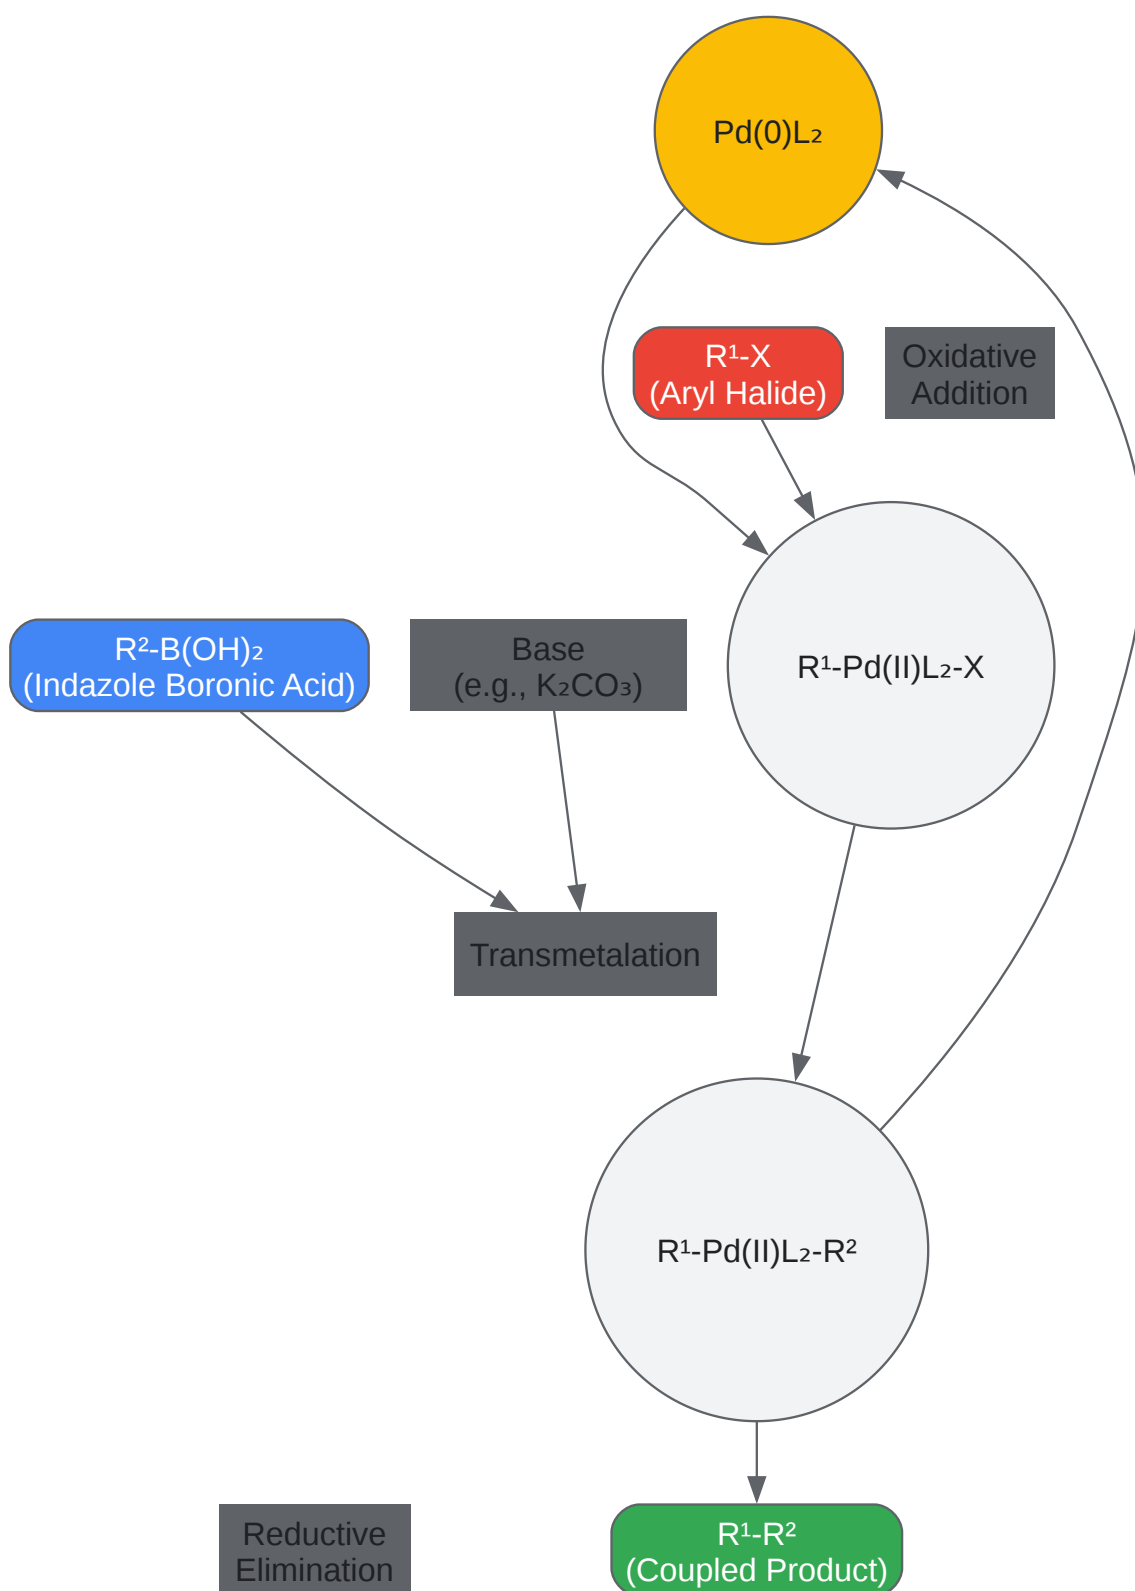 Pd(0)L₂
R¹-X
(Aryl Halide)
Oxidative
Addition
R²-B(OH)₂
(Indazole Boronic Acid)
Base
(e.g., K₂CO₃)
R¹-Pd(II)L₂-X
Transmetalation
R¹-Pd(II)L₂-R²
Reductive
Elimination
R¹-R²
(Coupled Product)